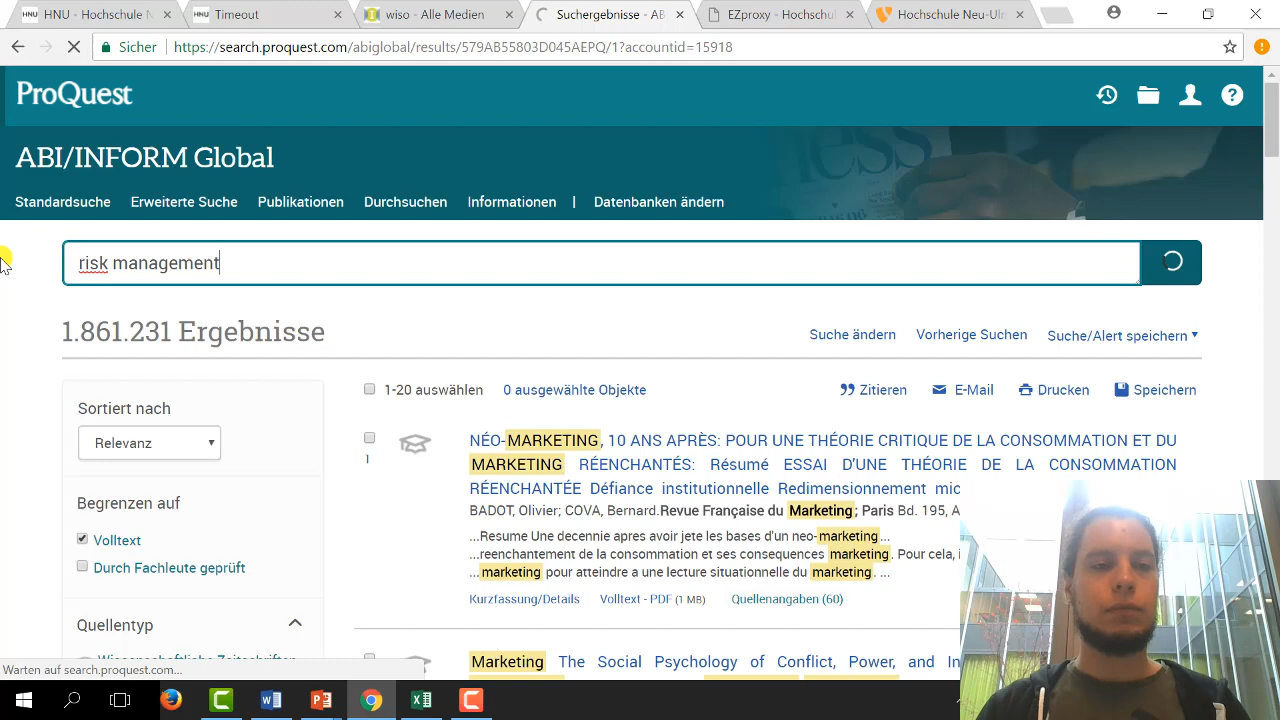 HNU - Hochschule N
Timeout
wiso - Alle Medien
Suchergebnisse - AB
EZproxy - Hochschul
Hochschule Neu-Ulm
Sicher
https://search.proquest.com/abiglobal/results/579AB55803D045AEPQ/1?accountid=15918
ProQuest
ABI/INFORM Global
Standardsuche Erweiterte Suche Publikationen Durchsuchen Informationen | Datenbanken ändern
risk management
1.861.231 Ergebnisse
Suche ändern Vorherige Suchen Suche/Alert speichern
Sortiert nach
Relevanz
Begrenzen auf
Volltext
Durch Fachleute geprüft
Quellentyp
Wissenschaftliche Zeitschriften
1-20 auswählen 0 ausgewählte Objekte Zitieren E-Mail Drucken Speichern
1
NÉO-MARKETING, 10 ANS APRÈS: POUR UNE THÉORIE CRITIQUE DE LA CONSOMMATION ET DU
MARKETING RÉENCHANTÉS: Résumé ESSAI D'UNE THÉORIE DE LA CONSOMMATION
RÉENCHANTÉE Défiance institutionnelle Redimensionnement mic
BADOT, Olivier; COVA, Bernard.Revue Française du Marketing; Paris Bd. 195, A
...Resume Une decennie apres avoir jete les bases d'un neo-marketing...
...reenchantement de la consommation et ses consequences marketing. Pour cela, i
...marketing pour atteindre a une lecture situationnelle du marketing. ...
Kurzfassung/Details Volltext - PDF (1 MB) Quellenangaben (60)
Marketing The Social Psychology of Conflict, Power, and In
Warten auf search.proquest.com...